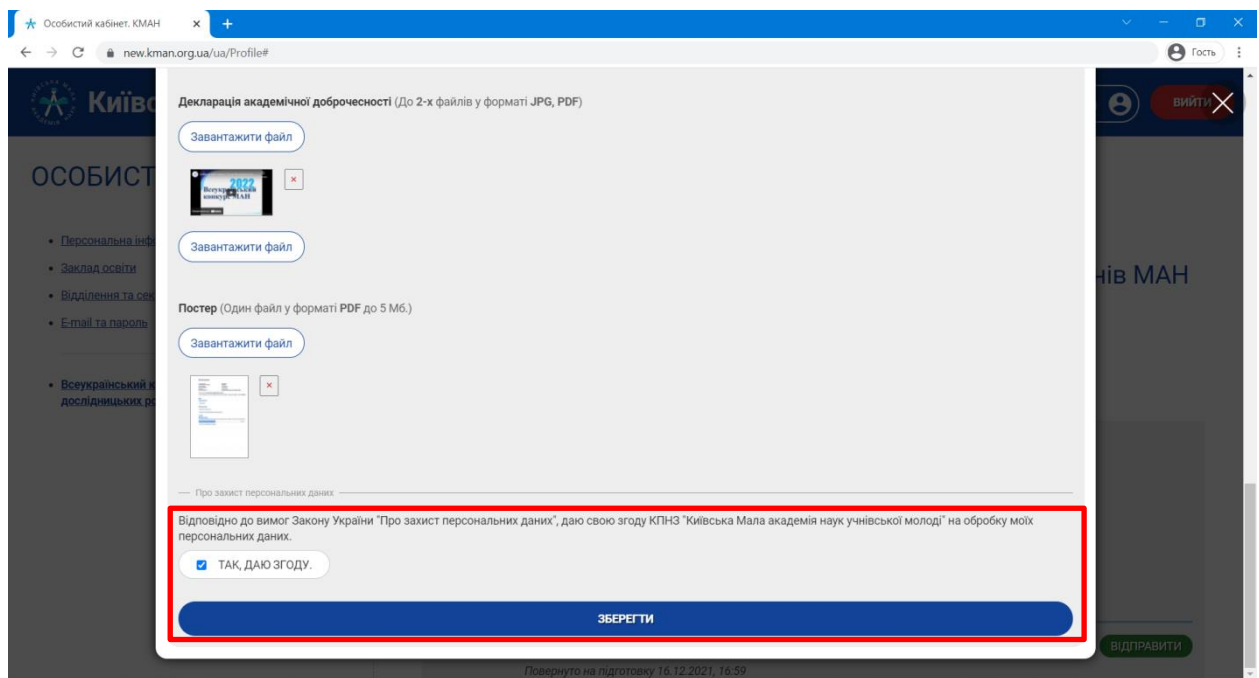 Особистий кабінет. КМАН
new.kman.org.ua/ua/Profile#
Гость
Київс
ВИЙТИ
Декларація академічної доброчесності (До 2-х файлів у форматі JPG, PDF)
Завантажити файл
2022
Всеукраїнський
конкурс МАН
ОСОБИСТ
Завантажити файл
Персональна інф
Заклад освіти
Відділення та сек
E-mail та пароль
нів МАН
Постер (Один файл у форматі PDF до 5 Мб.)
Завантажити файл
Всеукраїнський к
дослідницьких ро
Про захист персональних даних
Відповідно до вимог Закону України "Про захист персональних даних", даю свою згоду КПНЗ "Київська Мала академія наук учнівської молоді" на обробку моїх
персональних даних.
ТАК, ДАЮ ЗГОДУ.
ЗБЕРЕГТИ
ВІДПРАВИТИ
Повернуто на підготовку 16.12.2021, 16:59